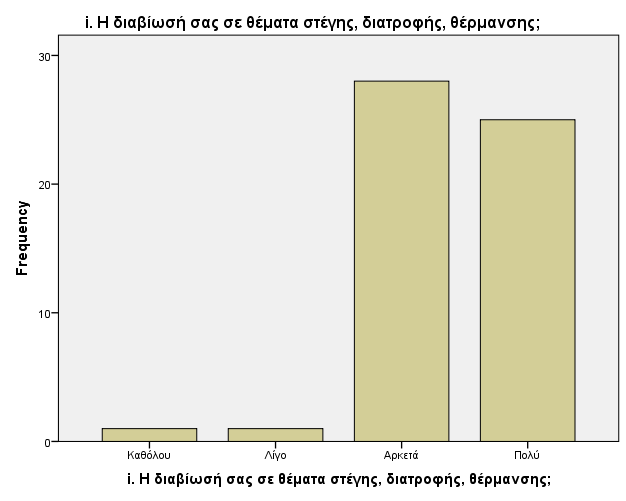 i. Η διαβίωσή σας σε θέματα στέγης, διατροφής, θέρμανσης;
30
20
10
0
Frequency
Καθόλου Λίγο Αρκετά Πολύ
i. Η διαβίωσή σας σε θέματα στέγης, διατροφής, θέρμανσης;